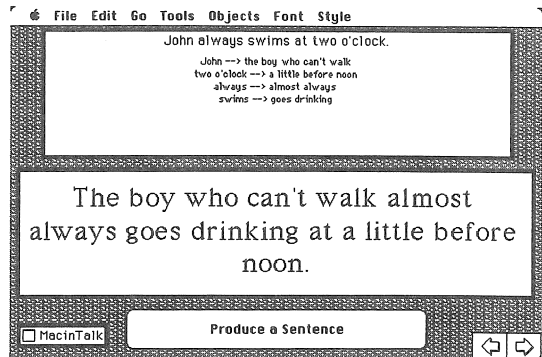 File Edit Go Tools Objects Font Style
John always swims at two o'clock.
John --> the boy who can't walk
two o'clock --> a little before noon
always --> almost always
swims --> goes drinking
The boy who can't walk almost
always goes drinking at a little before
noon.
Produce a Sentence
MacinTalk